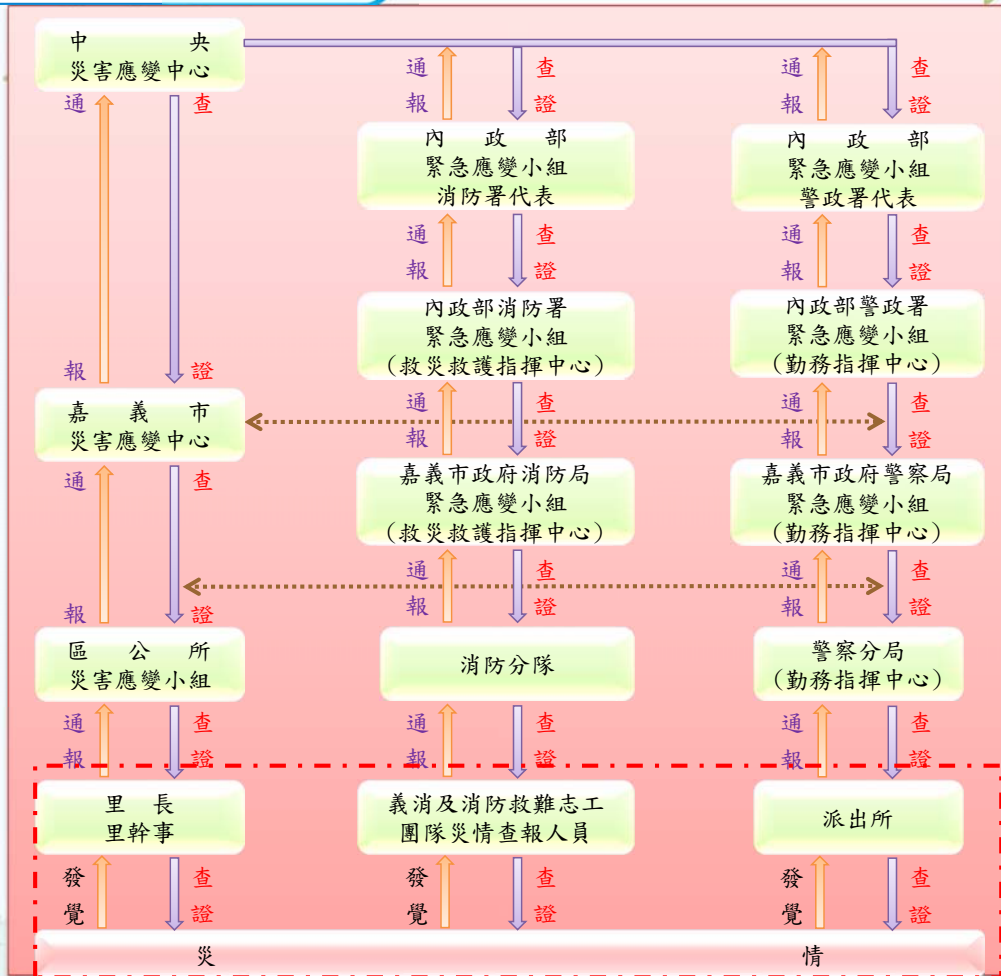 中央
災害應變中心
通 查
通 查
通 查
報 證
報 證
內政部
緊急應變小組
消防署代表
內政部
緊急應變小組
警政署代表
通 查
通 查
報 證
報 證
內政部消防署
緊急應變小組
(救災救護指揮中心)
內政部警政署
緊急應變小組
(勤務指揮中心)
報 證
嘉義市
災害應變中心
通 查
通 查
報 證
報 證
嘉義市政府消防局
緊急應變小組
(救災救護指揮中心)
嘉義市政府警察局
緊急應變小組
(勤務指揮中心)
通 查
通 查
通 查
報 證
報 證
報 證
區公所
災害應變小組
消防分隊
警察分局
(勤務指揮中心)
通 查
通 查
通 查
報 證
報 證
報 證
里長
里幹事
義消及消防救難志工
團隊災情查報人員
派出所
發 查
發 查
發 查
覺 證
覺 證
覺 證
災情